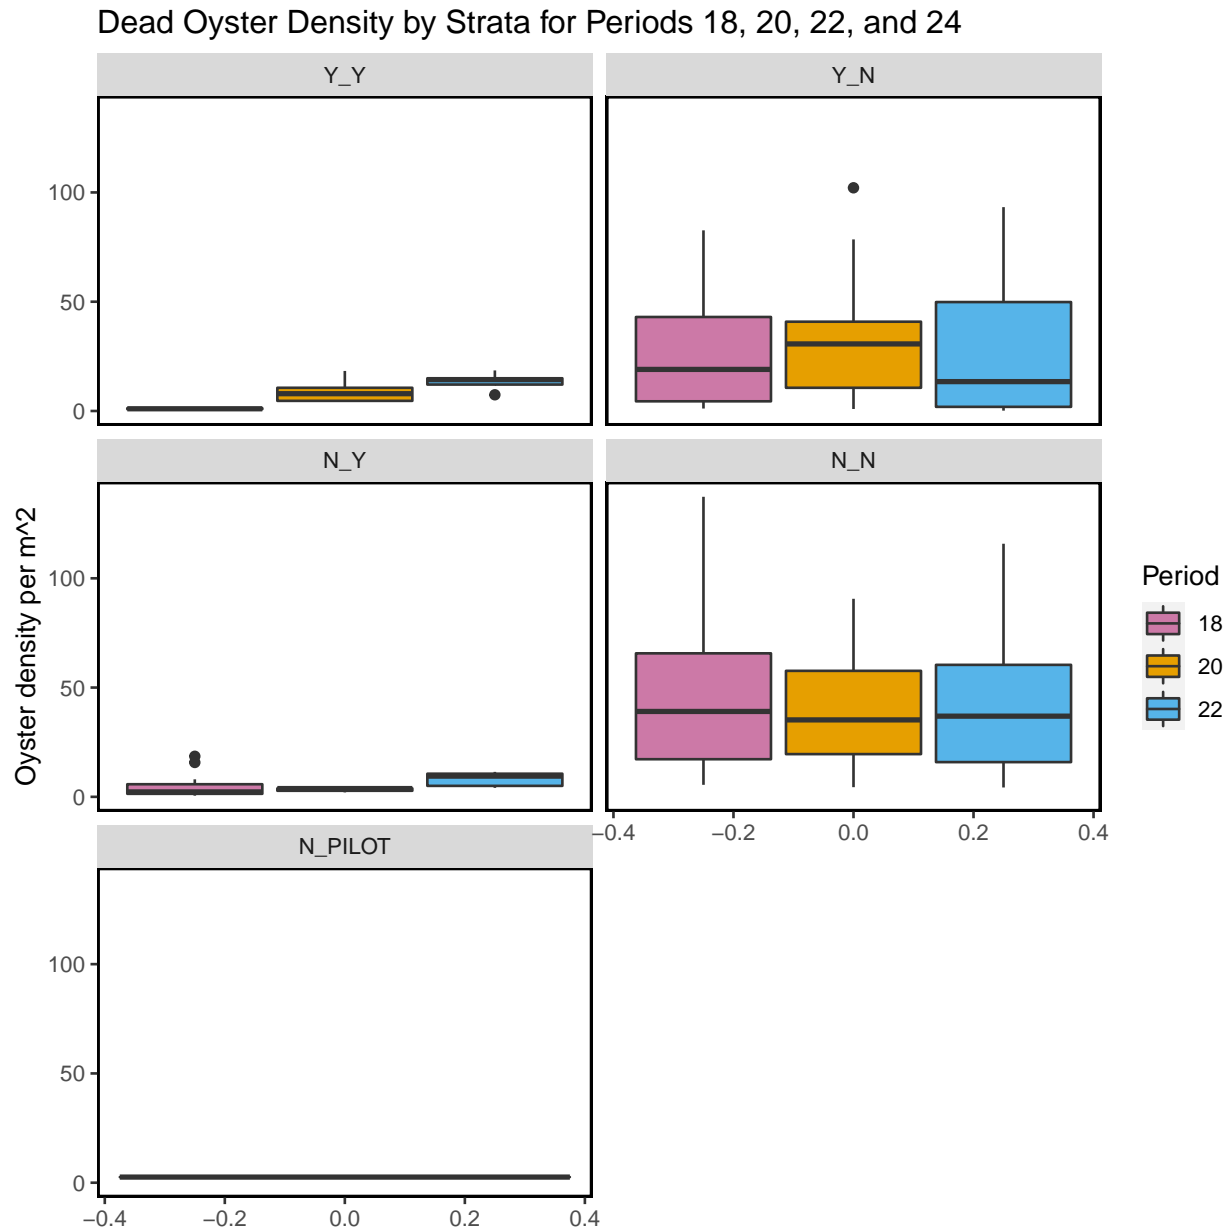 Dead Oyster Density by Strata for Periods 18, 20, 22, and 24
Y_Y
Y_N
100
50
0
N_Y
N_N
100
50
0
−0.4
−0.2
0.0
0.2
0.4
N_PILOT
100
50
0
−0.4
−0.2
0.0
0.2
0.4
Oyster density per m^2
Period
18
20
22